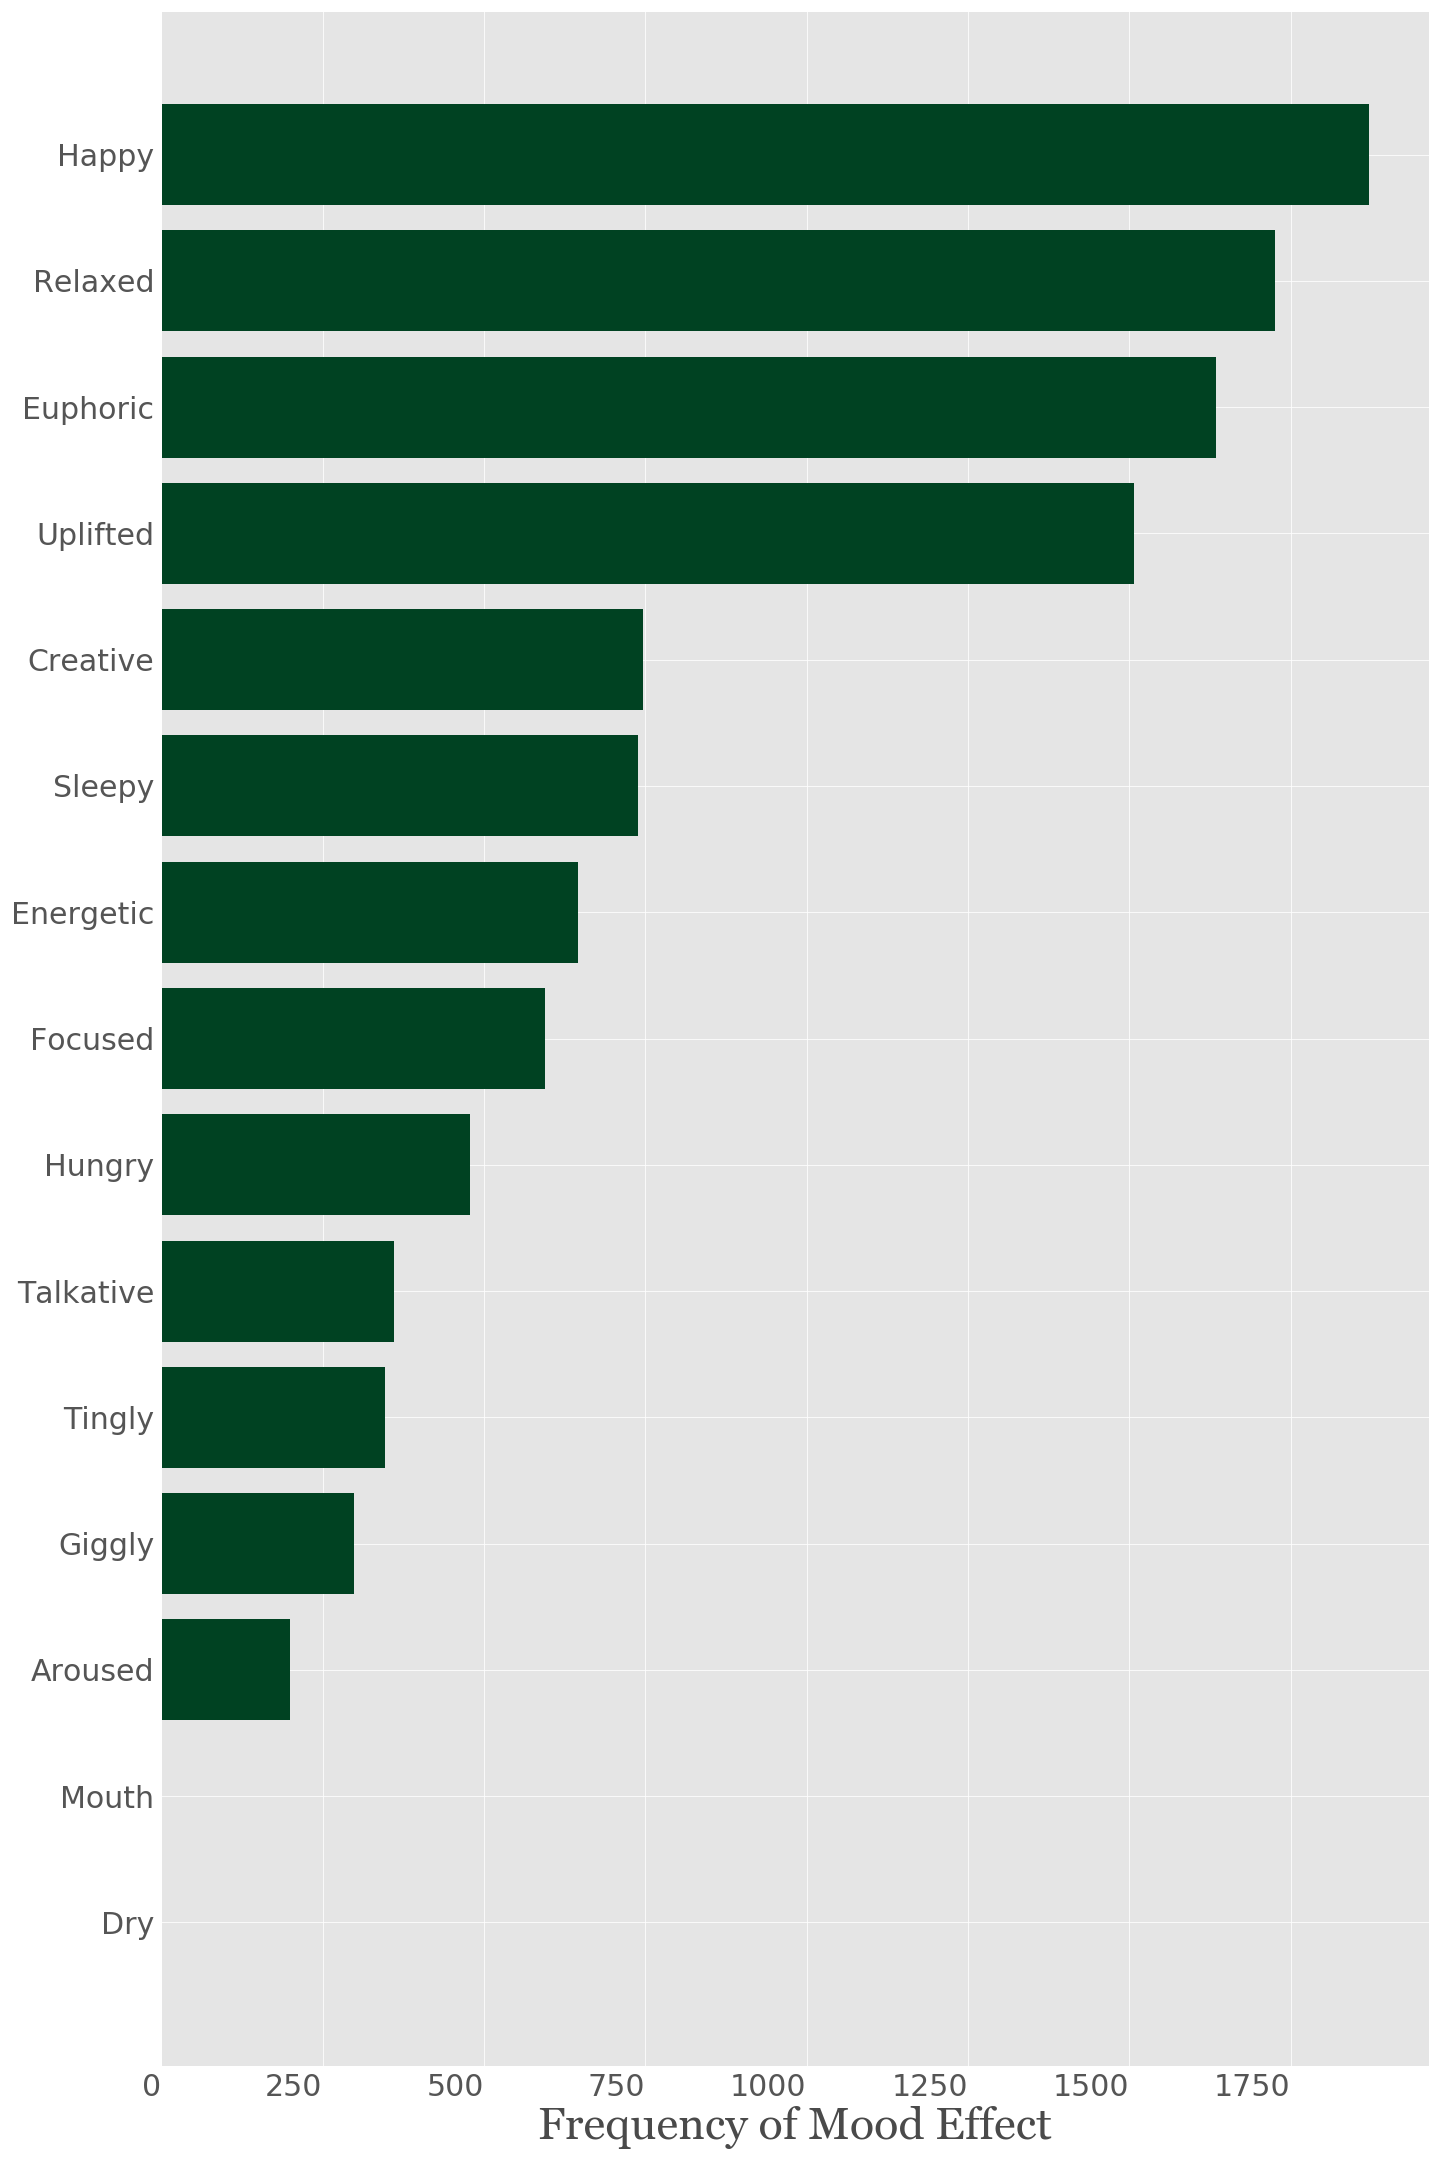 Happy
Relaxed
Euphoric
Uplifted
Creative
Sleepy
Energetic
Focused
Hungry
Talkative
Tingly
Giggly
Aroused
Mouth
Dry
0 250 500 750 1000 1250 1500 1750
Frequency of Mood Effect